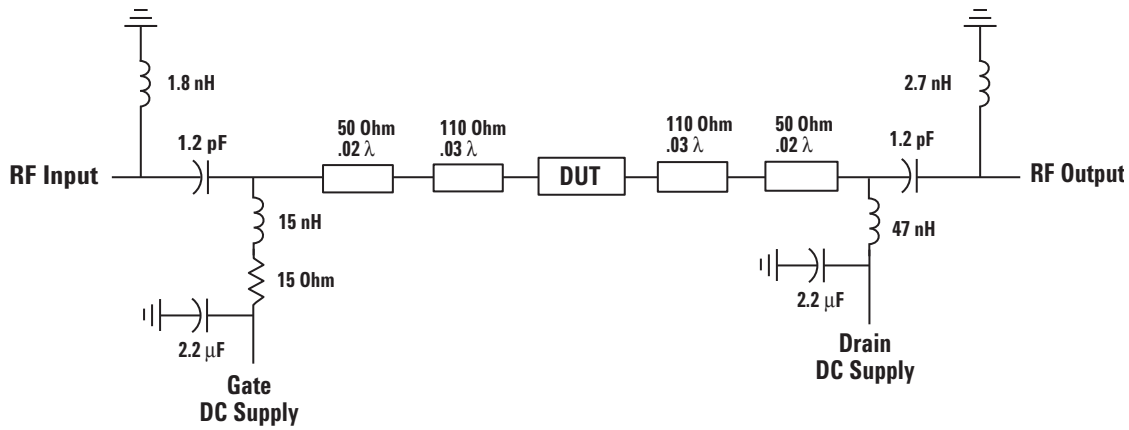 1.8 nH
2.7 nH
1.2 pF
50 Ohm
.02 λ
110 Ohm
.03 λ
110 Ohm
.03 λ
50 Ohm
.02 λ
1.2 pF
RF Input
DUT
RF Output
15 nH
47 nH
15 Ohm
2.2 μF
2.2 μF
Drain
DC Supply
Gate
DC Supply